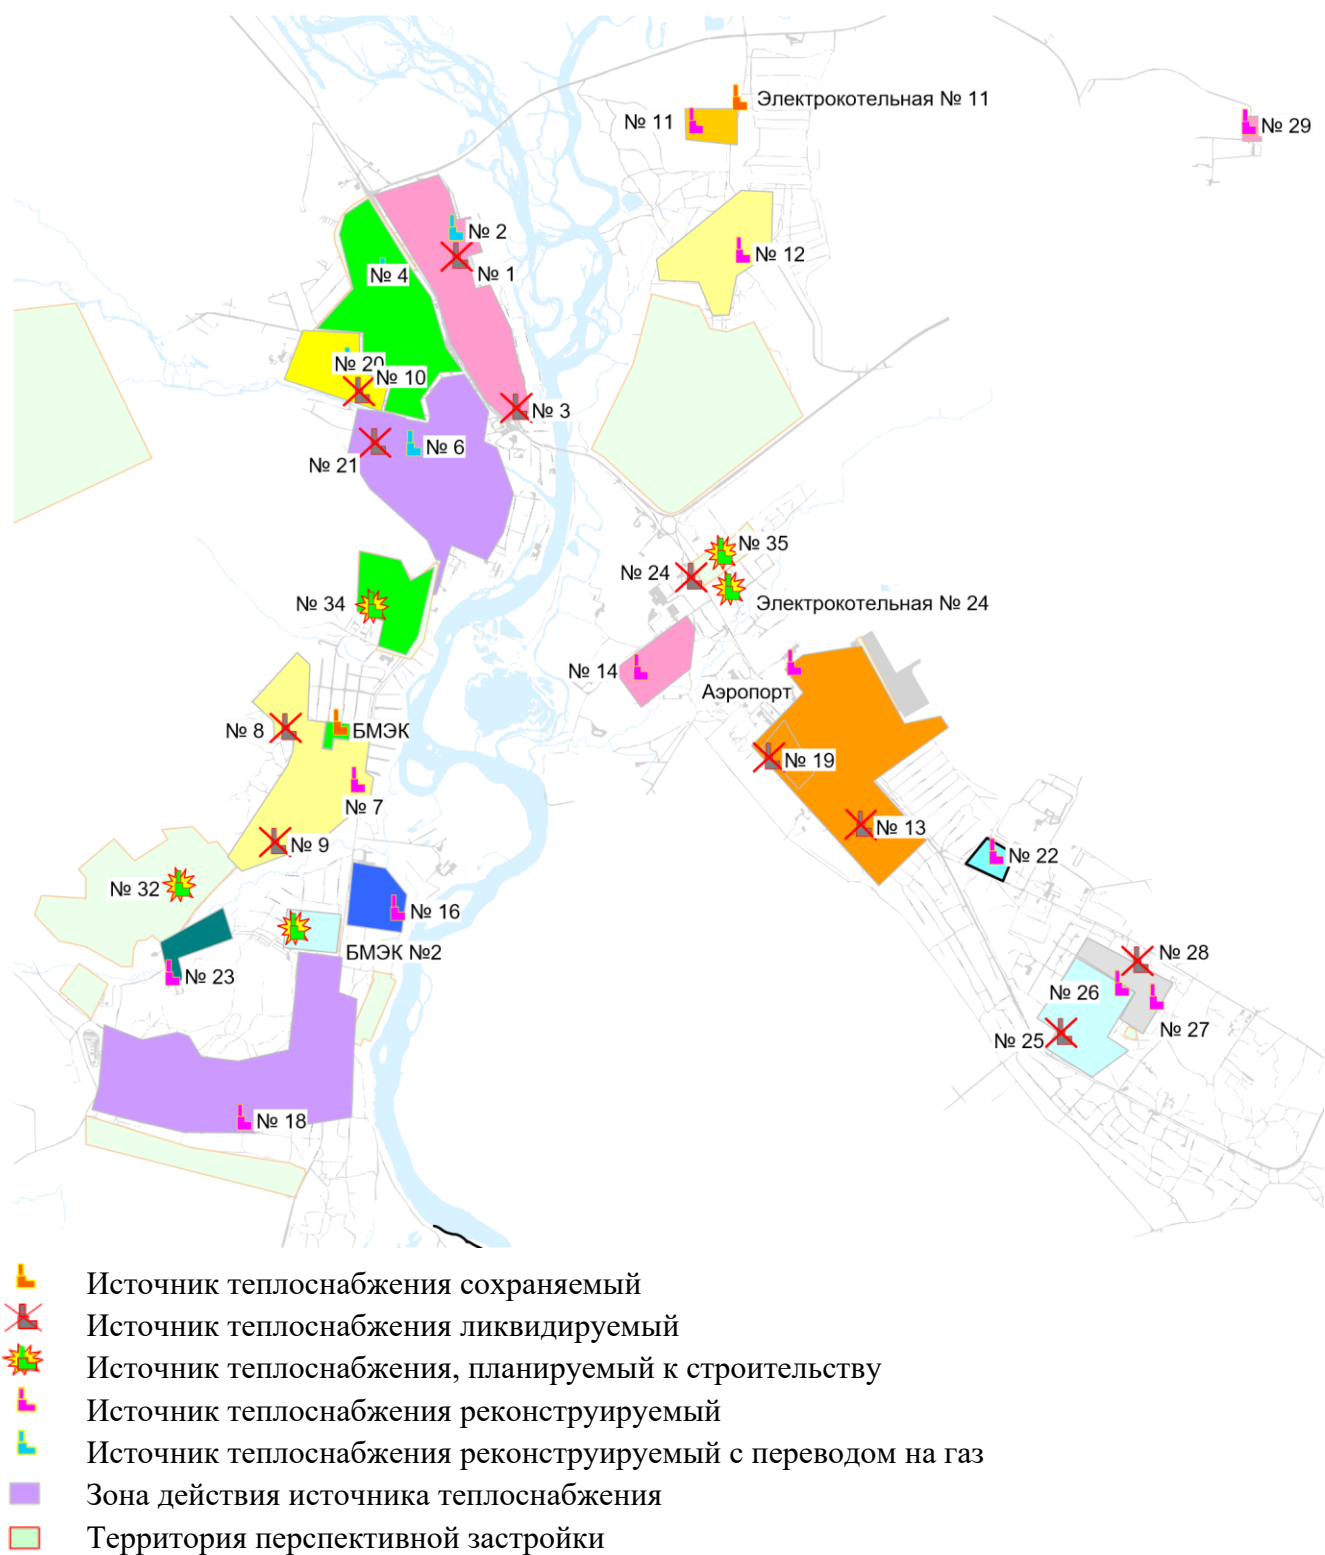 Электрокотельная № 11
№ 11
№ 29
№ 2
№ 12
№ 1
№ 4
№ 20
№ 10
№ 3
№ 6
№ 21
№ 35
№ 24
Электрокотельная № 24
№ 34
№ 14
Аэропорт
№ 8
БМЭК
№ 19
№ 7
№ 13
№ 9
№ 22
№ 32
№ 16
БМЭК №2
№ 28
№ 23
№ 26
№ 27
№ 25
№ 18
Источник теплоснабжения сохраняемый
Источник теплоснабжения ликвидируемый
Источник теплоснабжения, планируемый к строительству
Источник теплоснабжения реконструируемый
Источник теплоснабжения реконструируемый с переводом на газ
Зона действия источника теплоснабжения
Территория перспективной застройки